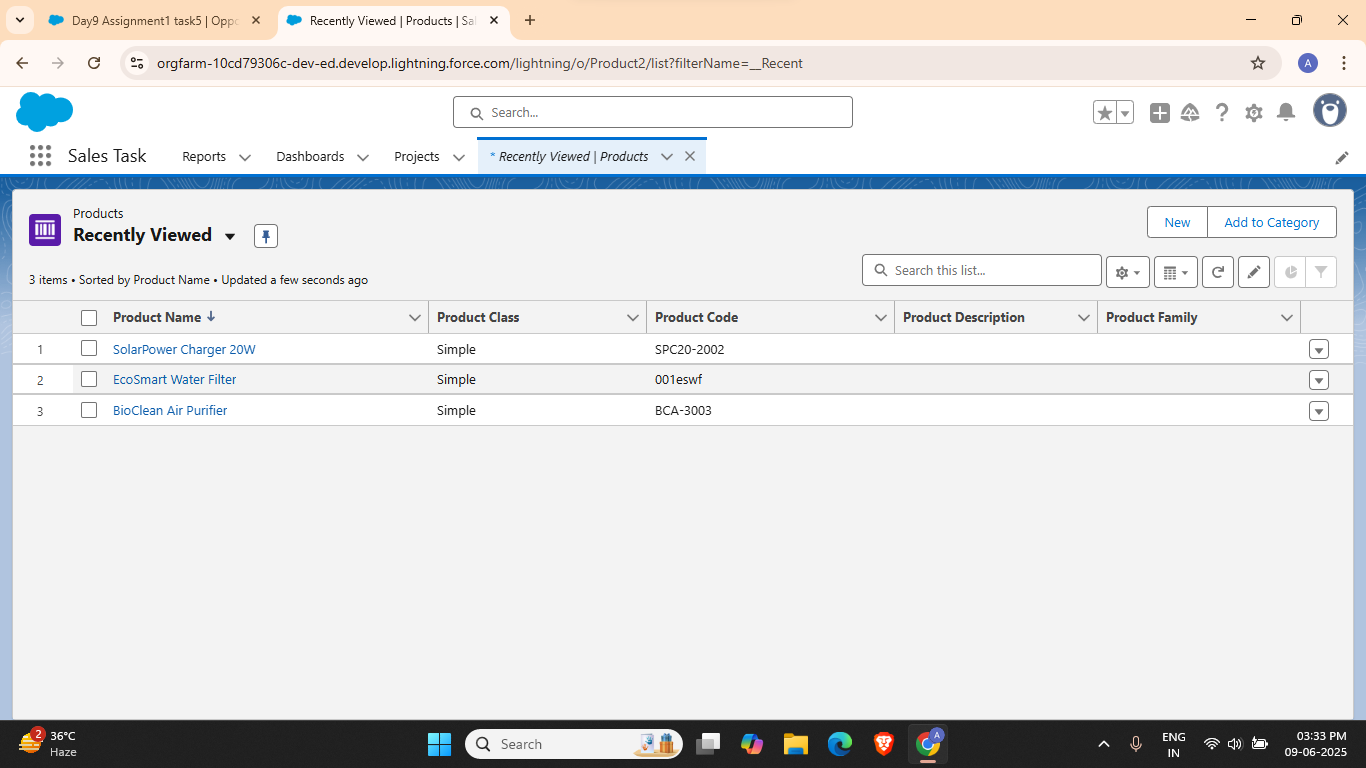 Day9 Assignment1 task5 | Oppo
Recently Viewed | Products | Sal
orgfarm-10cd79306c-dev-ed.develop.lightning.force.com/lightning/o/Product2/list?filterName=__Recent
A
Search...
Sales Task
Reports
Dashboards
Projects
* Recently Viewed | Products
Products
Recently Viewed
New
Add to Category
3 items • Sorted by Product Name • Updated a few seconds ago
Search this list...
Product Name
Product Class
Product Code
Product Description
Product Family
1 SolarPower Charger 20W Simple SPC20-2002
2 EcoSmart Water Filter Simple 001eswf
3 BioClean Air Purifier Simple BCA-3003
2
36°C
Haze
Search
A
ENG
IN
03:33 PM
09-06-2025